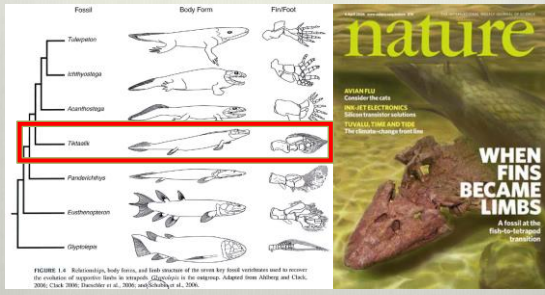 Fossil Body Form Fin/Foot
Tulerpeton
Ichthyostega
Acanthostega
Tiktaalik
Panderichthys
Eusthenopteron
Glyptolepis
FIGURE 1.4 Relationships, body forms, and limb structure of the seven key fossil vertebrates used to recover
the evolution of supportive limbs in tetrapods. Glyptolepis is the outgroup. Adapted from Ahlberg and Clack,
2006; Clack 2006; Daeschler et al., 2006; and Schubin et al., 2006.
nature
AVIAN FLU
Consider the cats
INK-JET ELECTRONICS
Silicon transistor solutions
TUVALU, TIME AND TIDE
The climate-change front line
WHEN
FINS
BECAME
LIMBS
A fossil at the
fish-to-tetrapod
transition